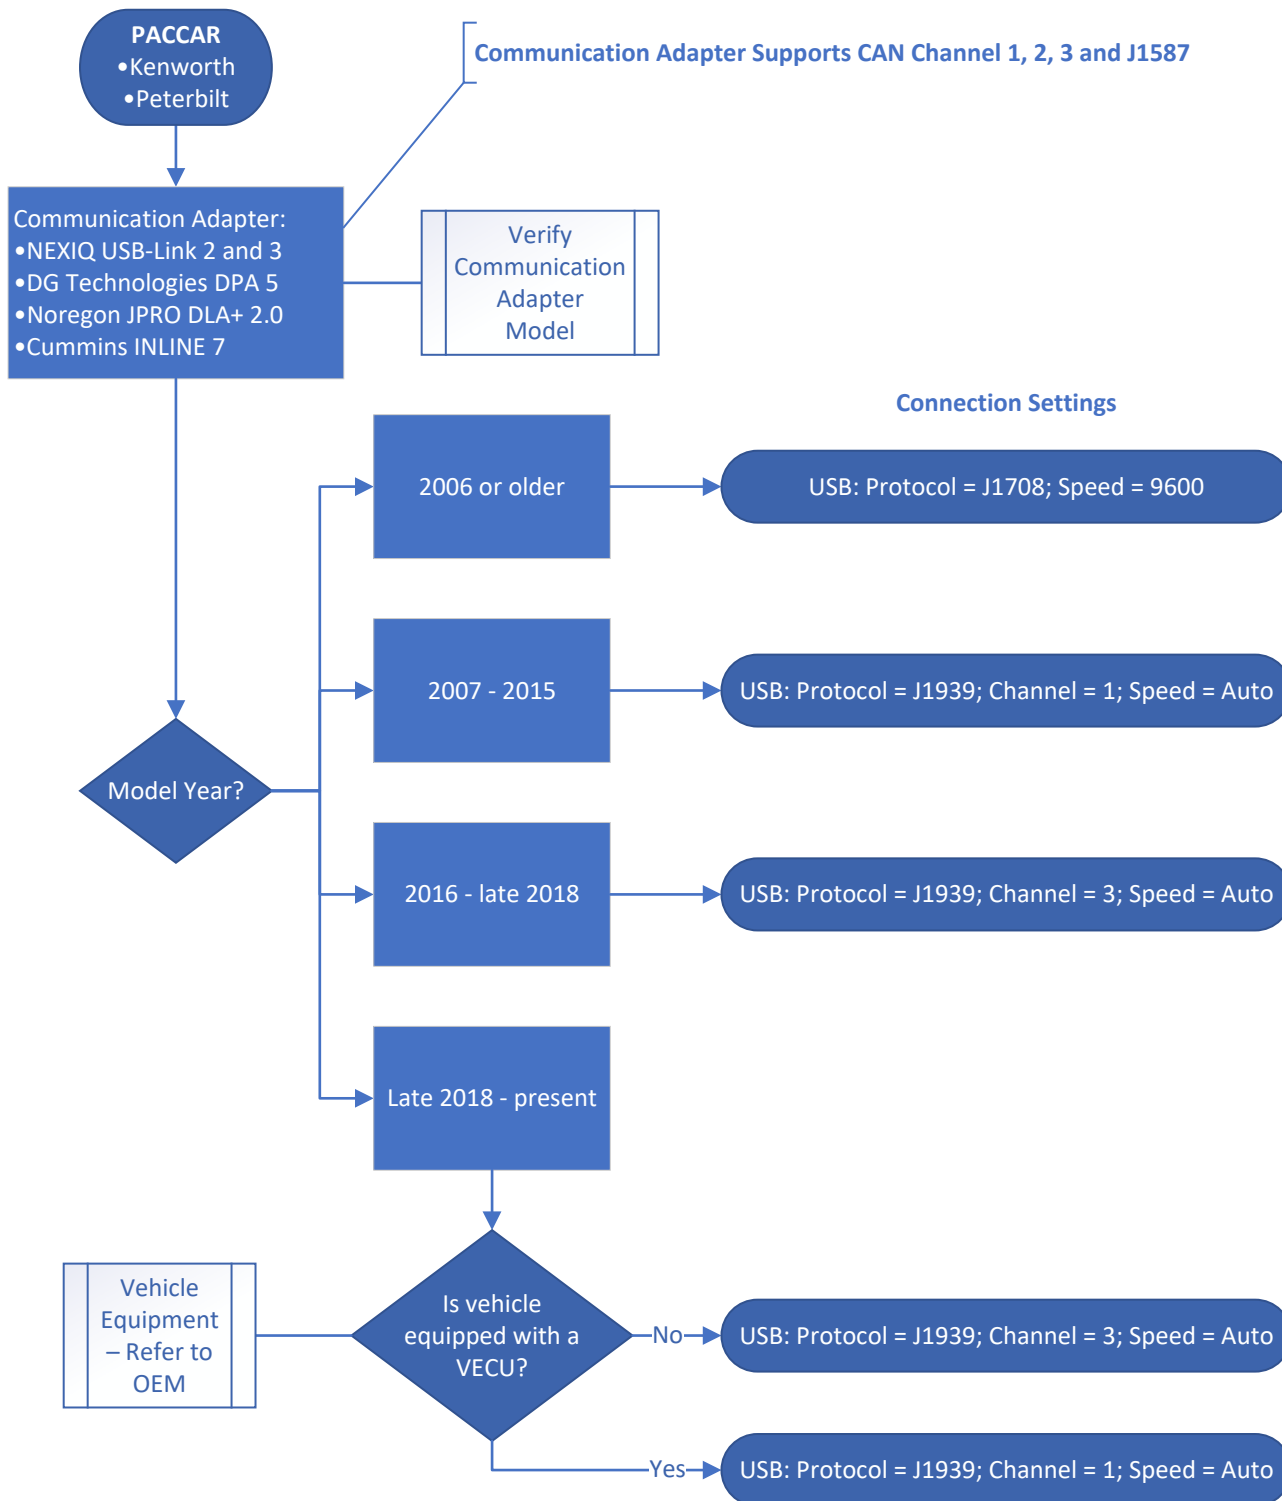 PACCAR
•Kenworth
•Peterbilt
Communication Adapter Supports CAN Channel 1, 2, 3 and J1587
Communication Adapter:
•NEXIQ USB-Link 2 and 3
•DG Technologies DPA 5
•Noregon JPRO DLA+ 2.0
•Cummins INLINE 7
Verify
Communication
Adapter
Model
Connection Settings
2006 or older
USB: Protocol = J1708; Speed = 9600
2007 - 2015
USB: Protocol = J1939; Channel = 1; Speed = Auto
Model Year?
2016 - late 2018
USB: Protocol = J1939; Channel = 3; Speed = Auto
Late 2018 - present
Vehicle
Equipment
– Refer to
OEM
Is vehicle
equipped with a
VECU?
No
USB: Protocol = J1939; Channel = 3; Speed = Auto
Yes
USB: Protocol = J1939; Channel = 1; Speed = Auto